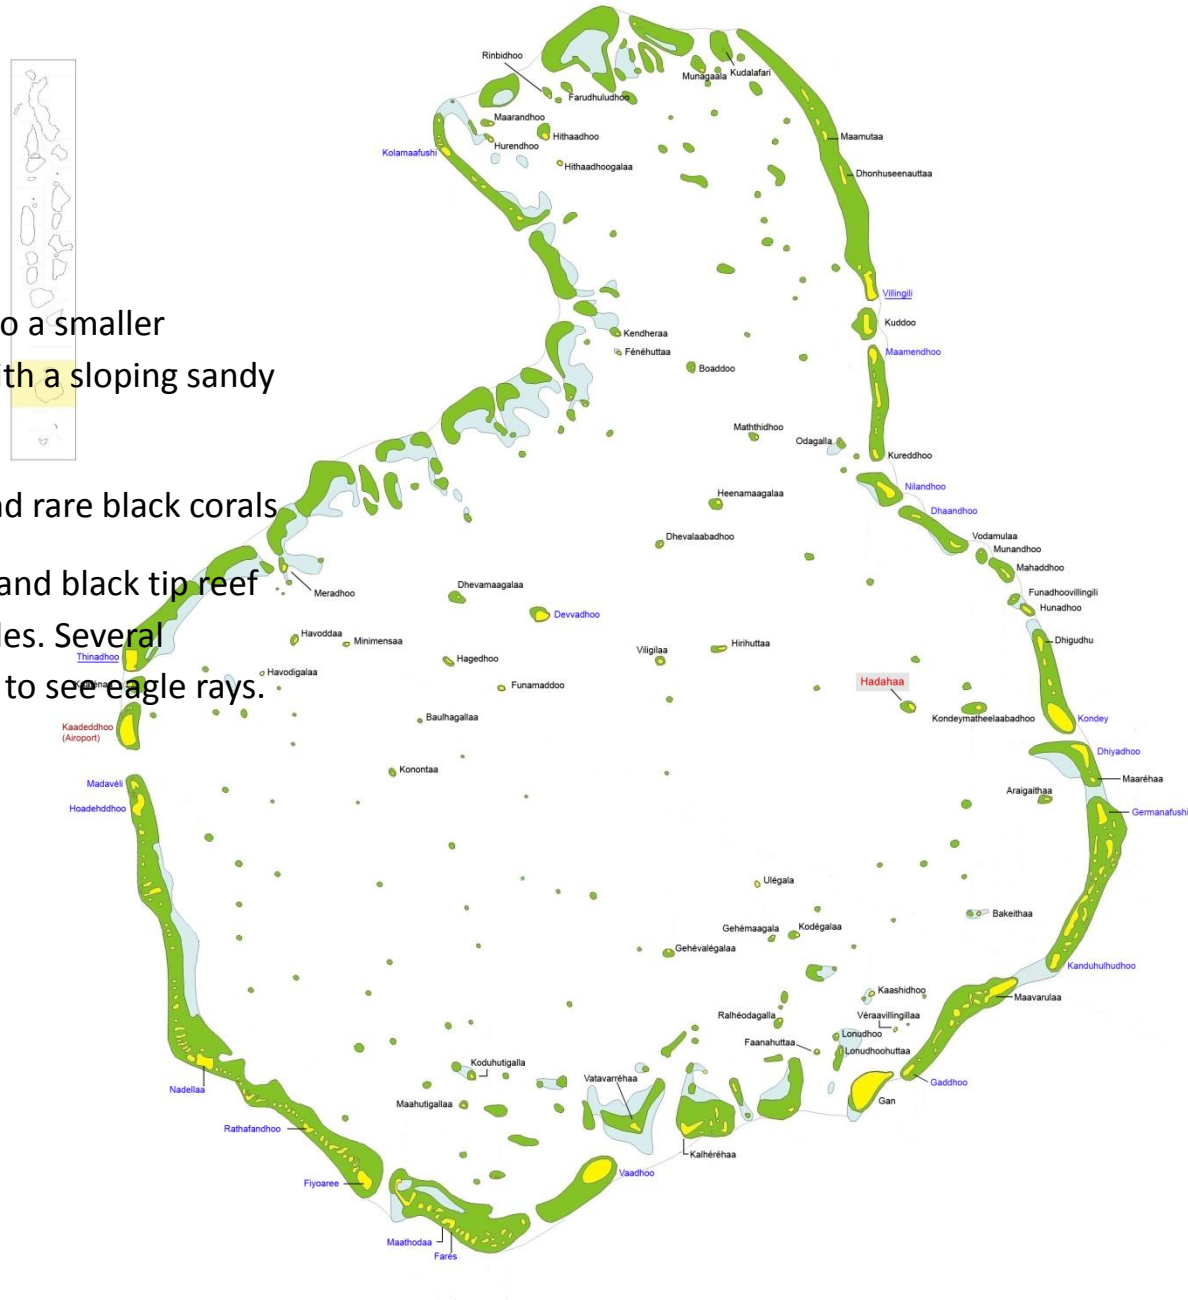 Rinbidhoo
Munagaala
Kudalafari
Farudhuludhoo
Maarandhoo
Hithaadhoo
Hurendhoo
Kolamaafushi
Hithaadhoogalaa
Maamutaa
Dhonhuseenauttaa
Villingili
o a smaller
Kuddoo
Kendheraa
Fénéhuttaa
Maamendhoo
Boaddoo
ith a sloping sandy
Maththidhoo
Odagalla
Kureddhoo
Nilandhoo
Heenamaagalaa
nd rare black corals
Dhaandhoo
Dhevalaabadhoo
Vodamulaa
Munandhoo
Mahaddhoo
and black tip reef
Dhevamaagalaa
Meradhoo
Funadhoovillingili
Hunadhoo
Devvadhoo
les. Several
Havoddaa
Minimensaa
Dhigudhu
Thinadhoo
Hagedhoo
Viligilaa
Hirihuttaa
Havodigalaa
to see eagle rays.
Funamaddoo
Hadahaa
Baulhagallaa
Kondeymatheelaabadhoo
Kondey
Kaadeddhoo
(Airoport)
Dhiyadhoo
Konontaa
Maaréhaa
Madavéli
Araigaithaa
Hoadehddhoo
Germanafushi
Ulégala
Bakeithaa
Gehémaagala
Kodégalaa
Gehévalégalaa
Kanduhulhudhoo
Kaashidhoo
Maavarulaa
Ralhéodagalla
Véraavillingillaa
Lonudhoo
Faanahuttaa
Lonudhoohuttaa
Koduhutigalla
Vatavarréhaa
Gaddhoo
Nadellaa
Maahutigallaa
Gan
Rathafandhoo
Kalhéréhaa
Vaadhoo
Fiyoaree
Maathodaa
Farés